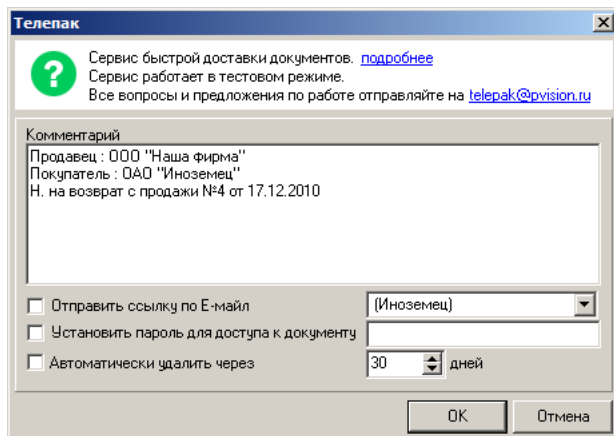 Телепак
Сервис быстрой доставки документов. подробнее
Сервис работает в тестовом режиме.
Все вопросы и предложения по работе отправляйте на telepak@pvision.ru
Комментарий
Продавец : ООО "Наша фирма"
Покупатель : ОАО "Иноземец"
Н. на возврат с продажи №4 от 17.12.2010
Отправить ссылку по Е-майл (Иноземец)
Установить пароль для доступа к документу
Автоматически удалить через 30 дней
OK Отмена